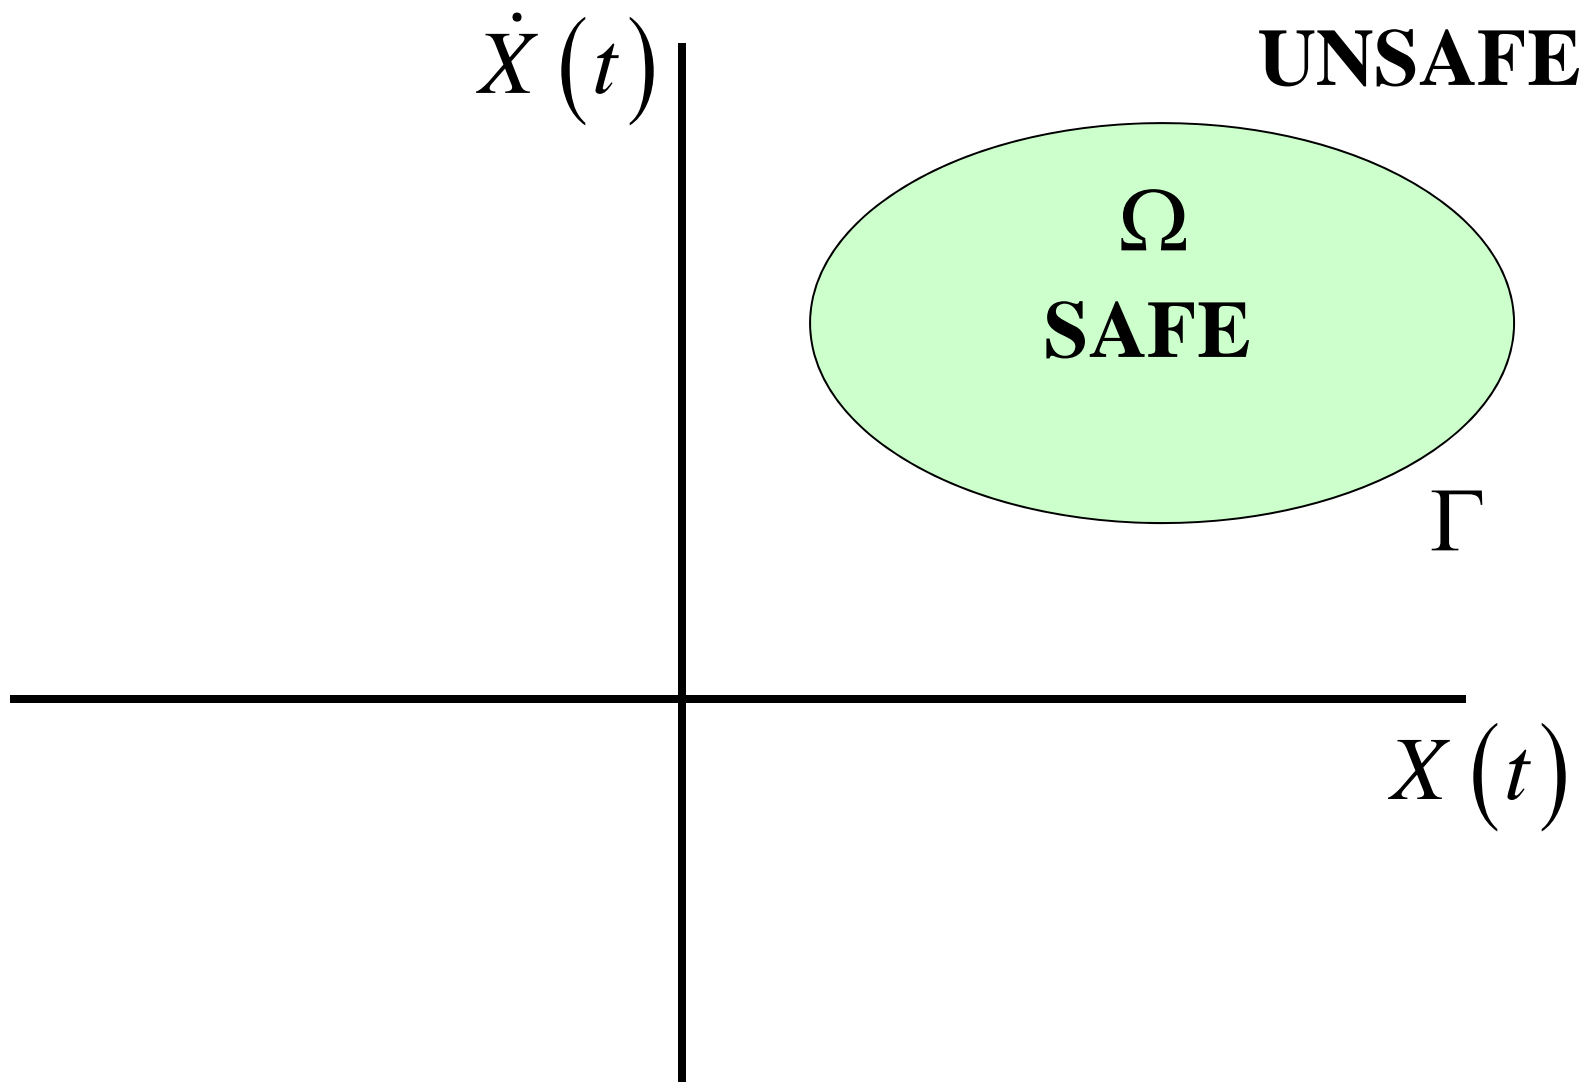 Ẋ(t)
UNSAFE
Ω
SAFE
Γ
X(t)